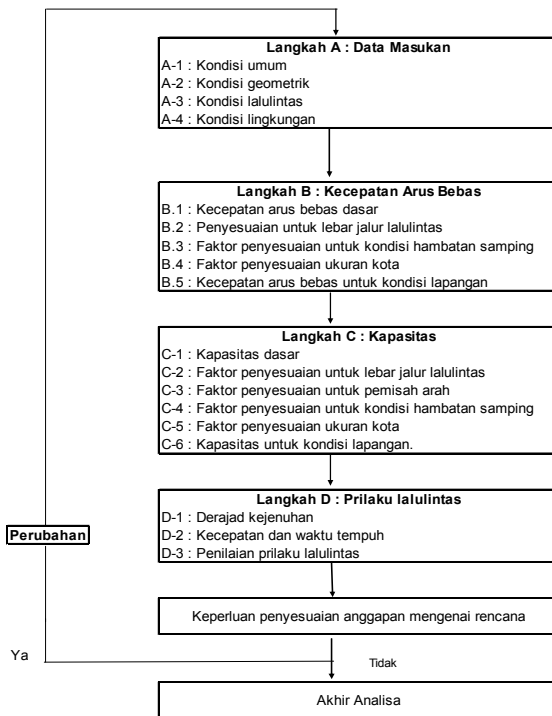 Langkah A : Data Masukan
A-1 : Kondisi umum
A-2 : Kondisi geometrik
A-3 : Kondisi lalulintas
A-4 : Kondisi lingkungan
Langkah B : Kecepatan Arus Bebas
B.1 : Kecepatan arus bebas dasar
B.2 : Penyesuaian untuk lebar jalur lalulintas
B.3 : Faktor penyesuaian untuk kondisi hambatan samping
B.4 : Faktor penyesuaian ukuran kota
B.5 : Kecepatan arus bebas untuk kondisi lapangan
Langkah C : Kapasitas
C-1 : Kapasitas dasar
C-2 : Faktor penyesuaian untuk lebar jalur lalulintas
C-3 : Faktor penyesuaian untuk pemisah arah
C-4 : Faktor penyesuaian untuk kondisi hambatan samping
C-5 : Faktor penyesuaian ukuran kota
C-6 : Kapasitas untuk kondisi lapangan.
Langkah D : Prilaku lalulintas
D-1 : Derajad kejenuhan
D-2 : Kecepatan dan waktu tempuh
D-3 : Penilaian prilaku lalulintas
Perubahan
Keperluan penyesuaian anggapan mengenai rencana
Ya
Tidak
Akhir Analisa